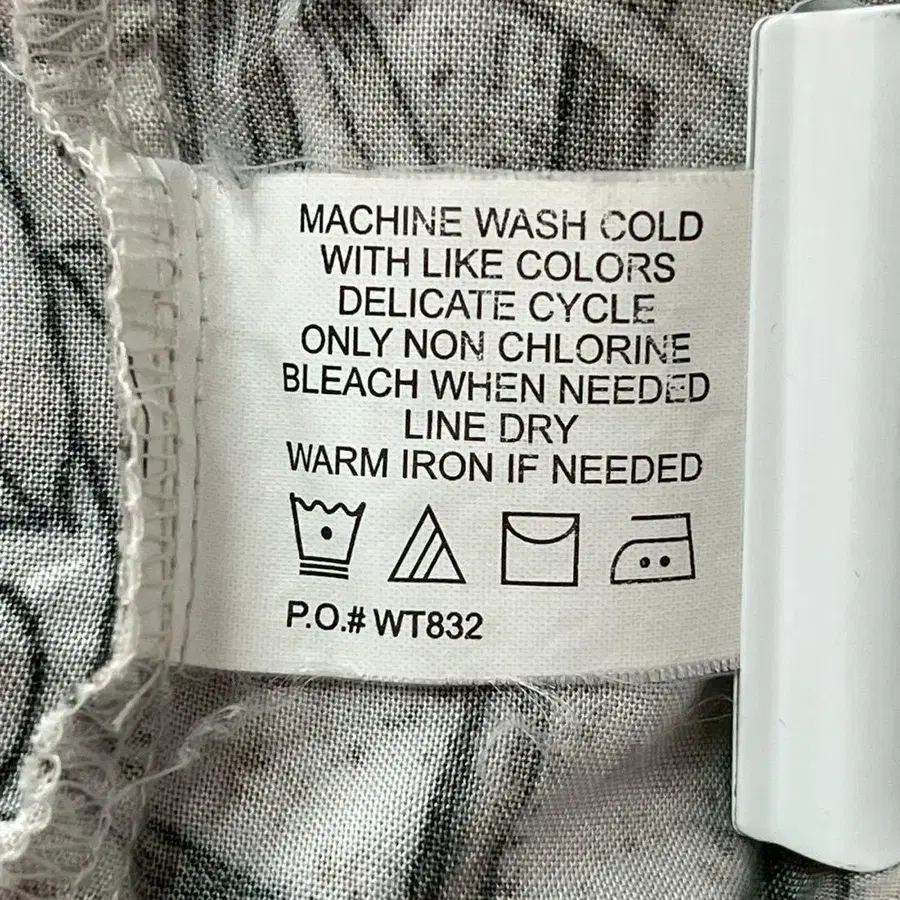 MACHINE WASH COLD
WITH LIKE COLORS
DELICATE CYCLE
ONLY NON CHLORINE
BLEACH WHEN NEEDED
LINE DRY
WARM IRON IF NEEDED
P.O.# WT832